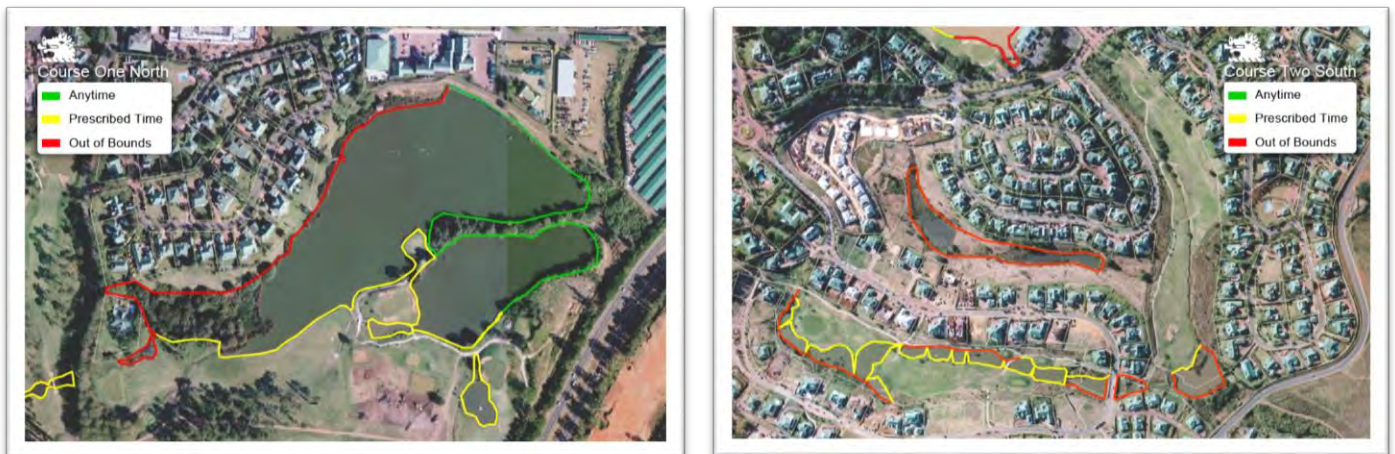 Course One North
Anytime
Prescribed Time
Out of Bounds
Course Two South
Anytime
Prescribed Time
Out of Bounds